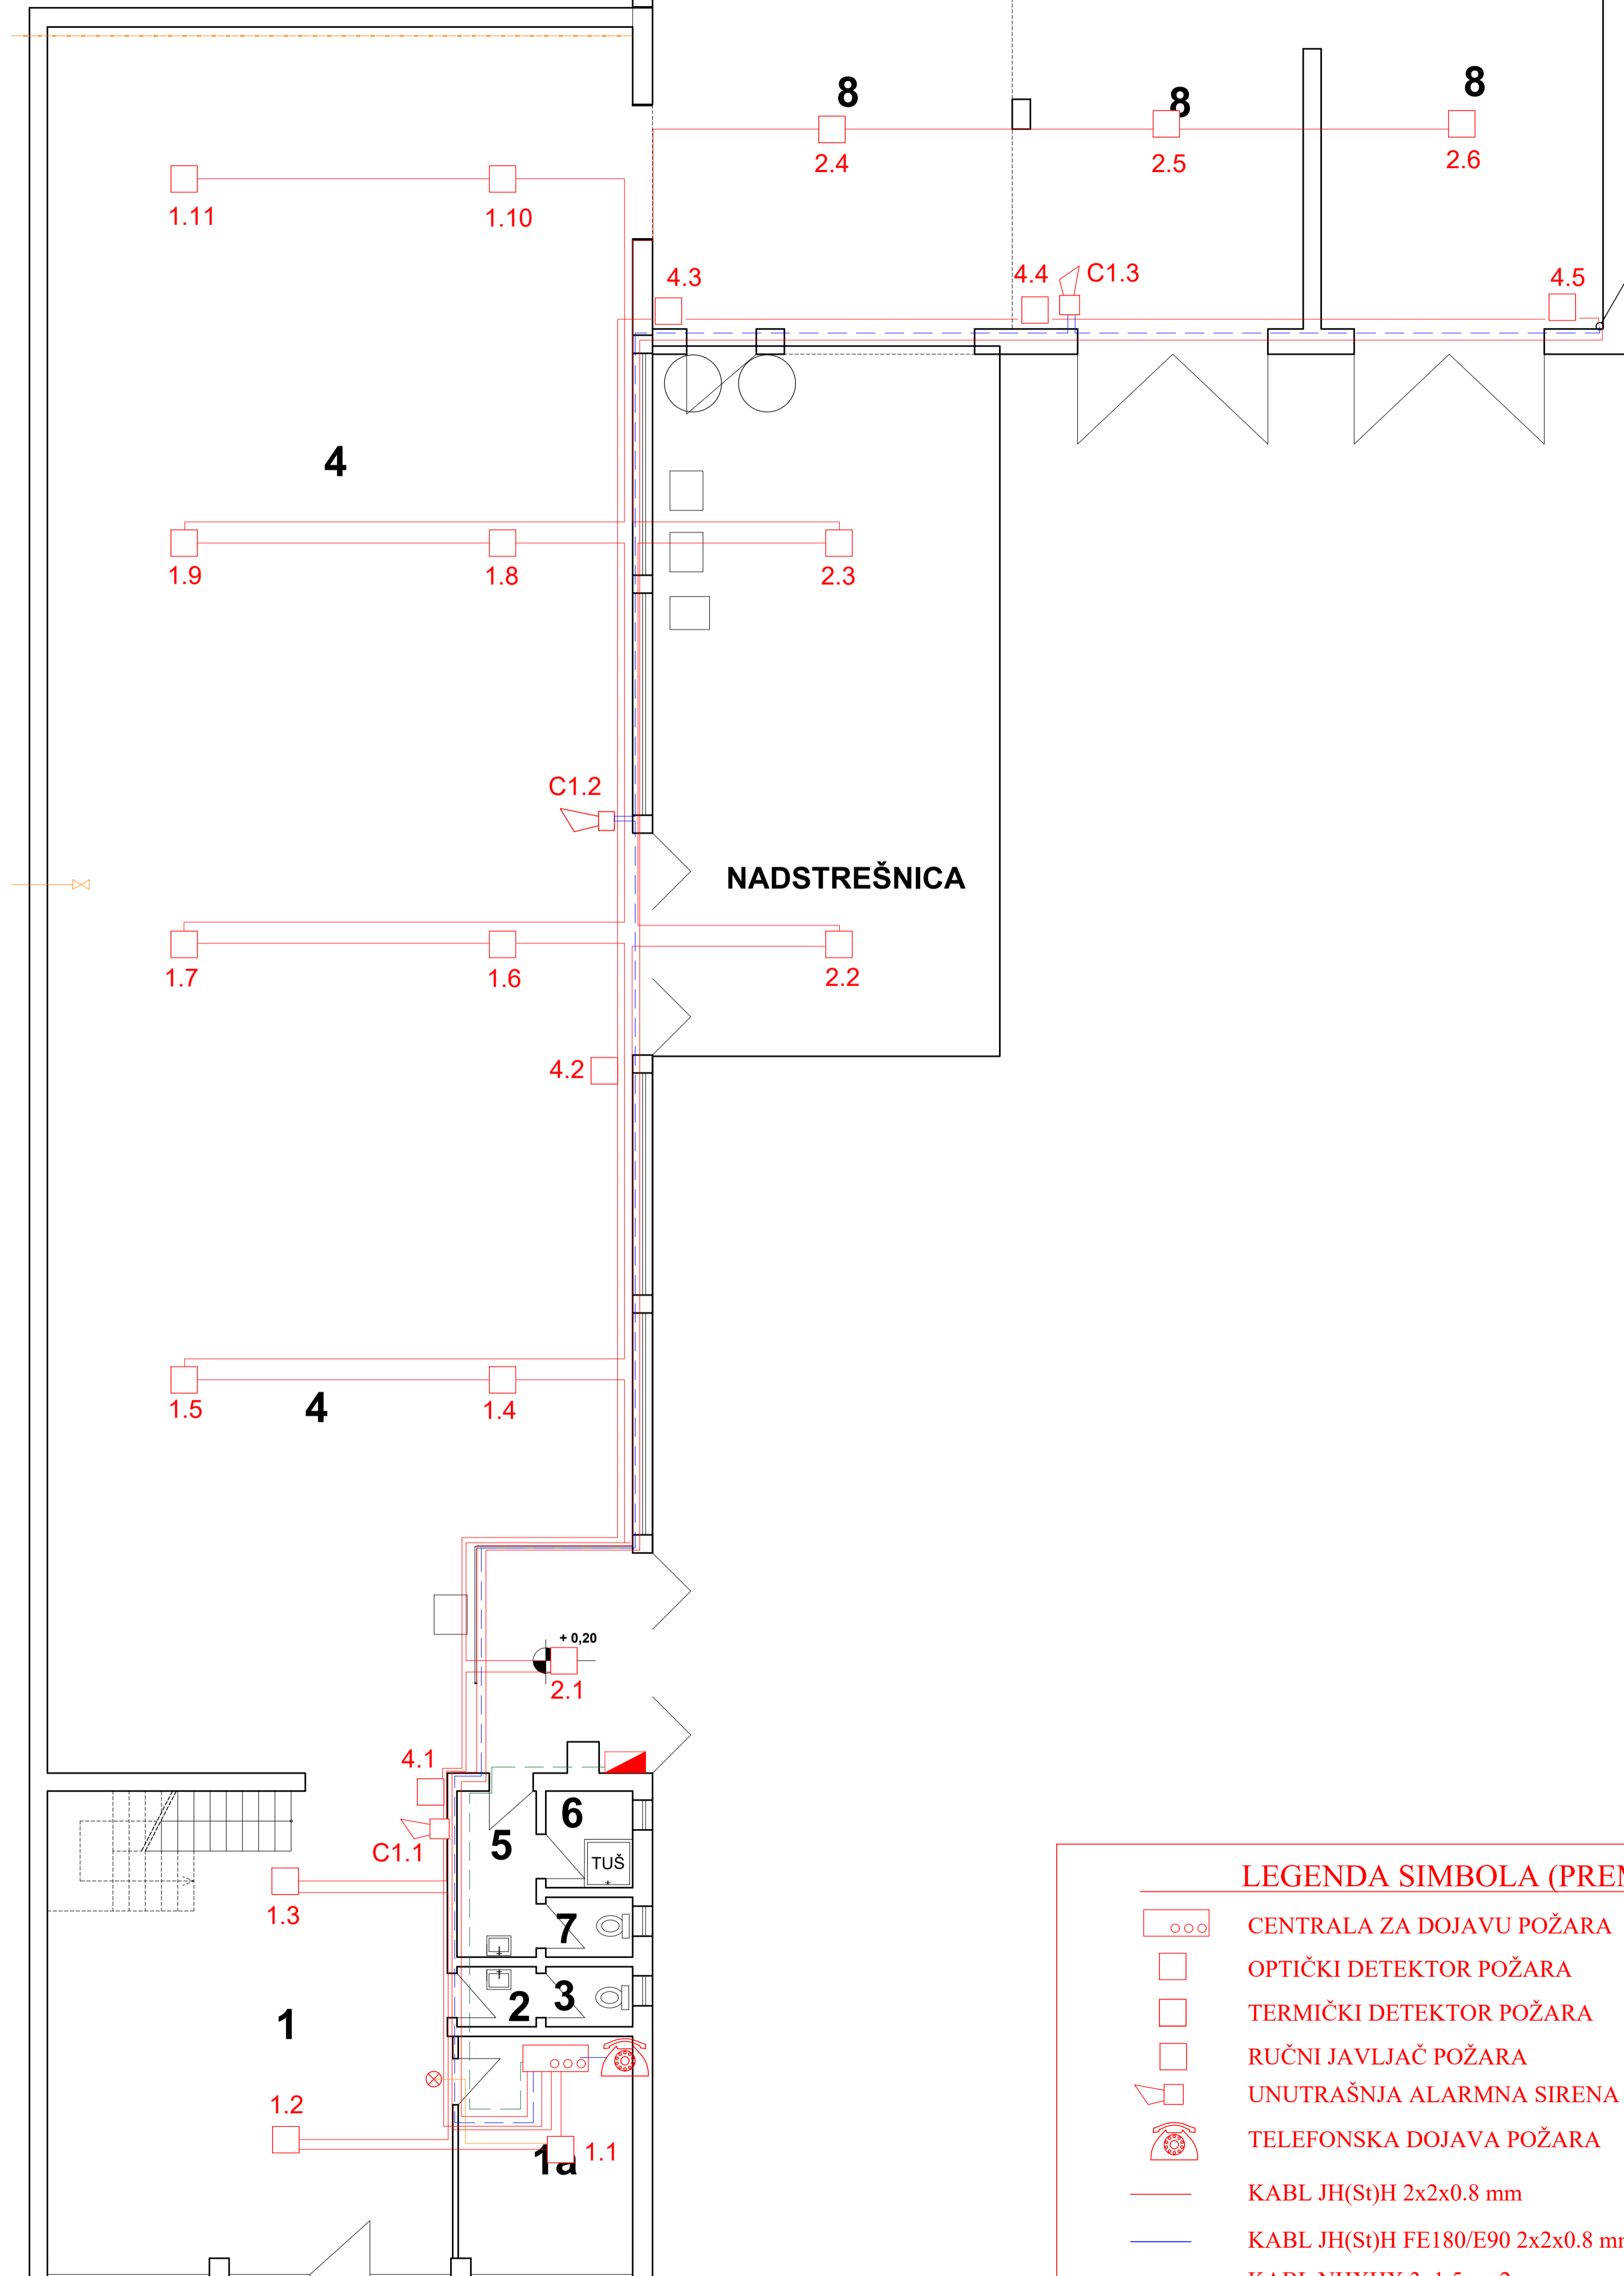 8
8
8
2.4
2.5
2.6
1.11
1.10
4.3
4.4
C1.3
4.5
4
1.9
1.8
2.3
C1.2
NADSTREŠNICA
1.7
1.6
2.2
4.2
1.5
4
1.4
+ 0,20
2.1
4.1
C1.1
5
6
TUŠ
1.3
7
1
2
3
1.2
1a
1.1
LEGENDA SIMBOLA
CENTRALA ZA DOJAVU POŽARA
OPTIČKI DETEKTOR POŽARA
TERMIČKI DETEKTOR POŽARA
RUČNI JAVLJAČ POŽARA
UNUTRAŠNJA ALARMNA SIRENA
TELEFONSKA DOJAVA POŽARA
KABL JH(St)H 2x2x0.8 mm
KABL JH(St)H FE180/E90 2x2x0.8